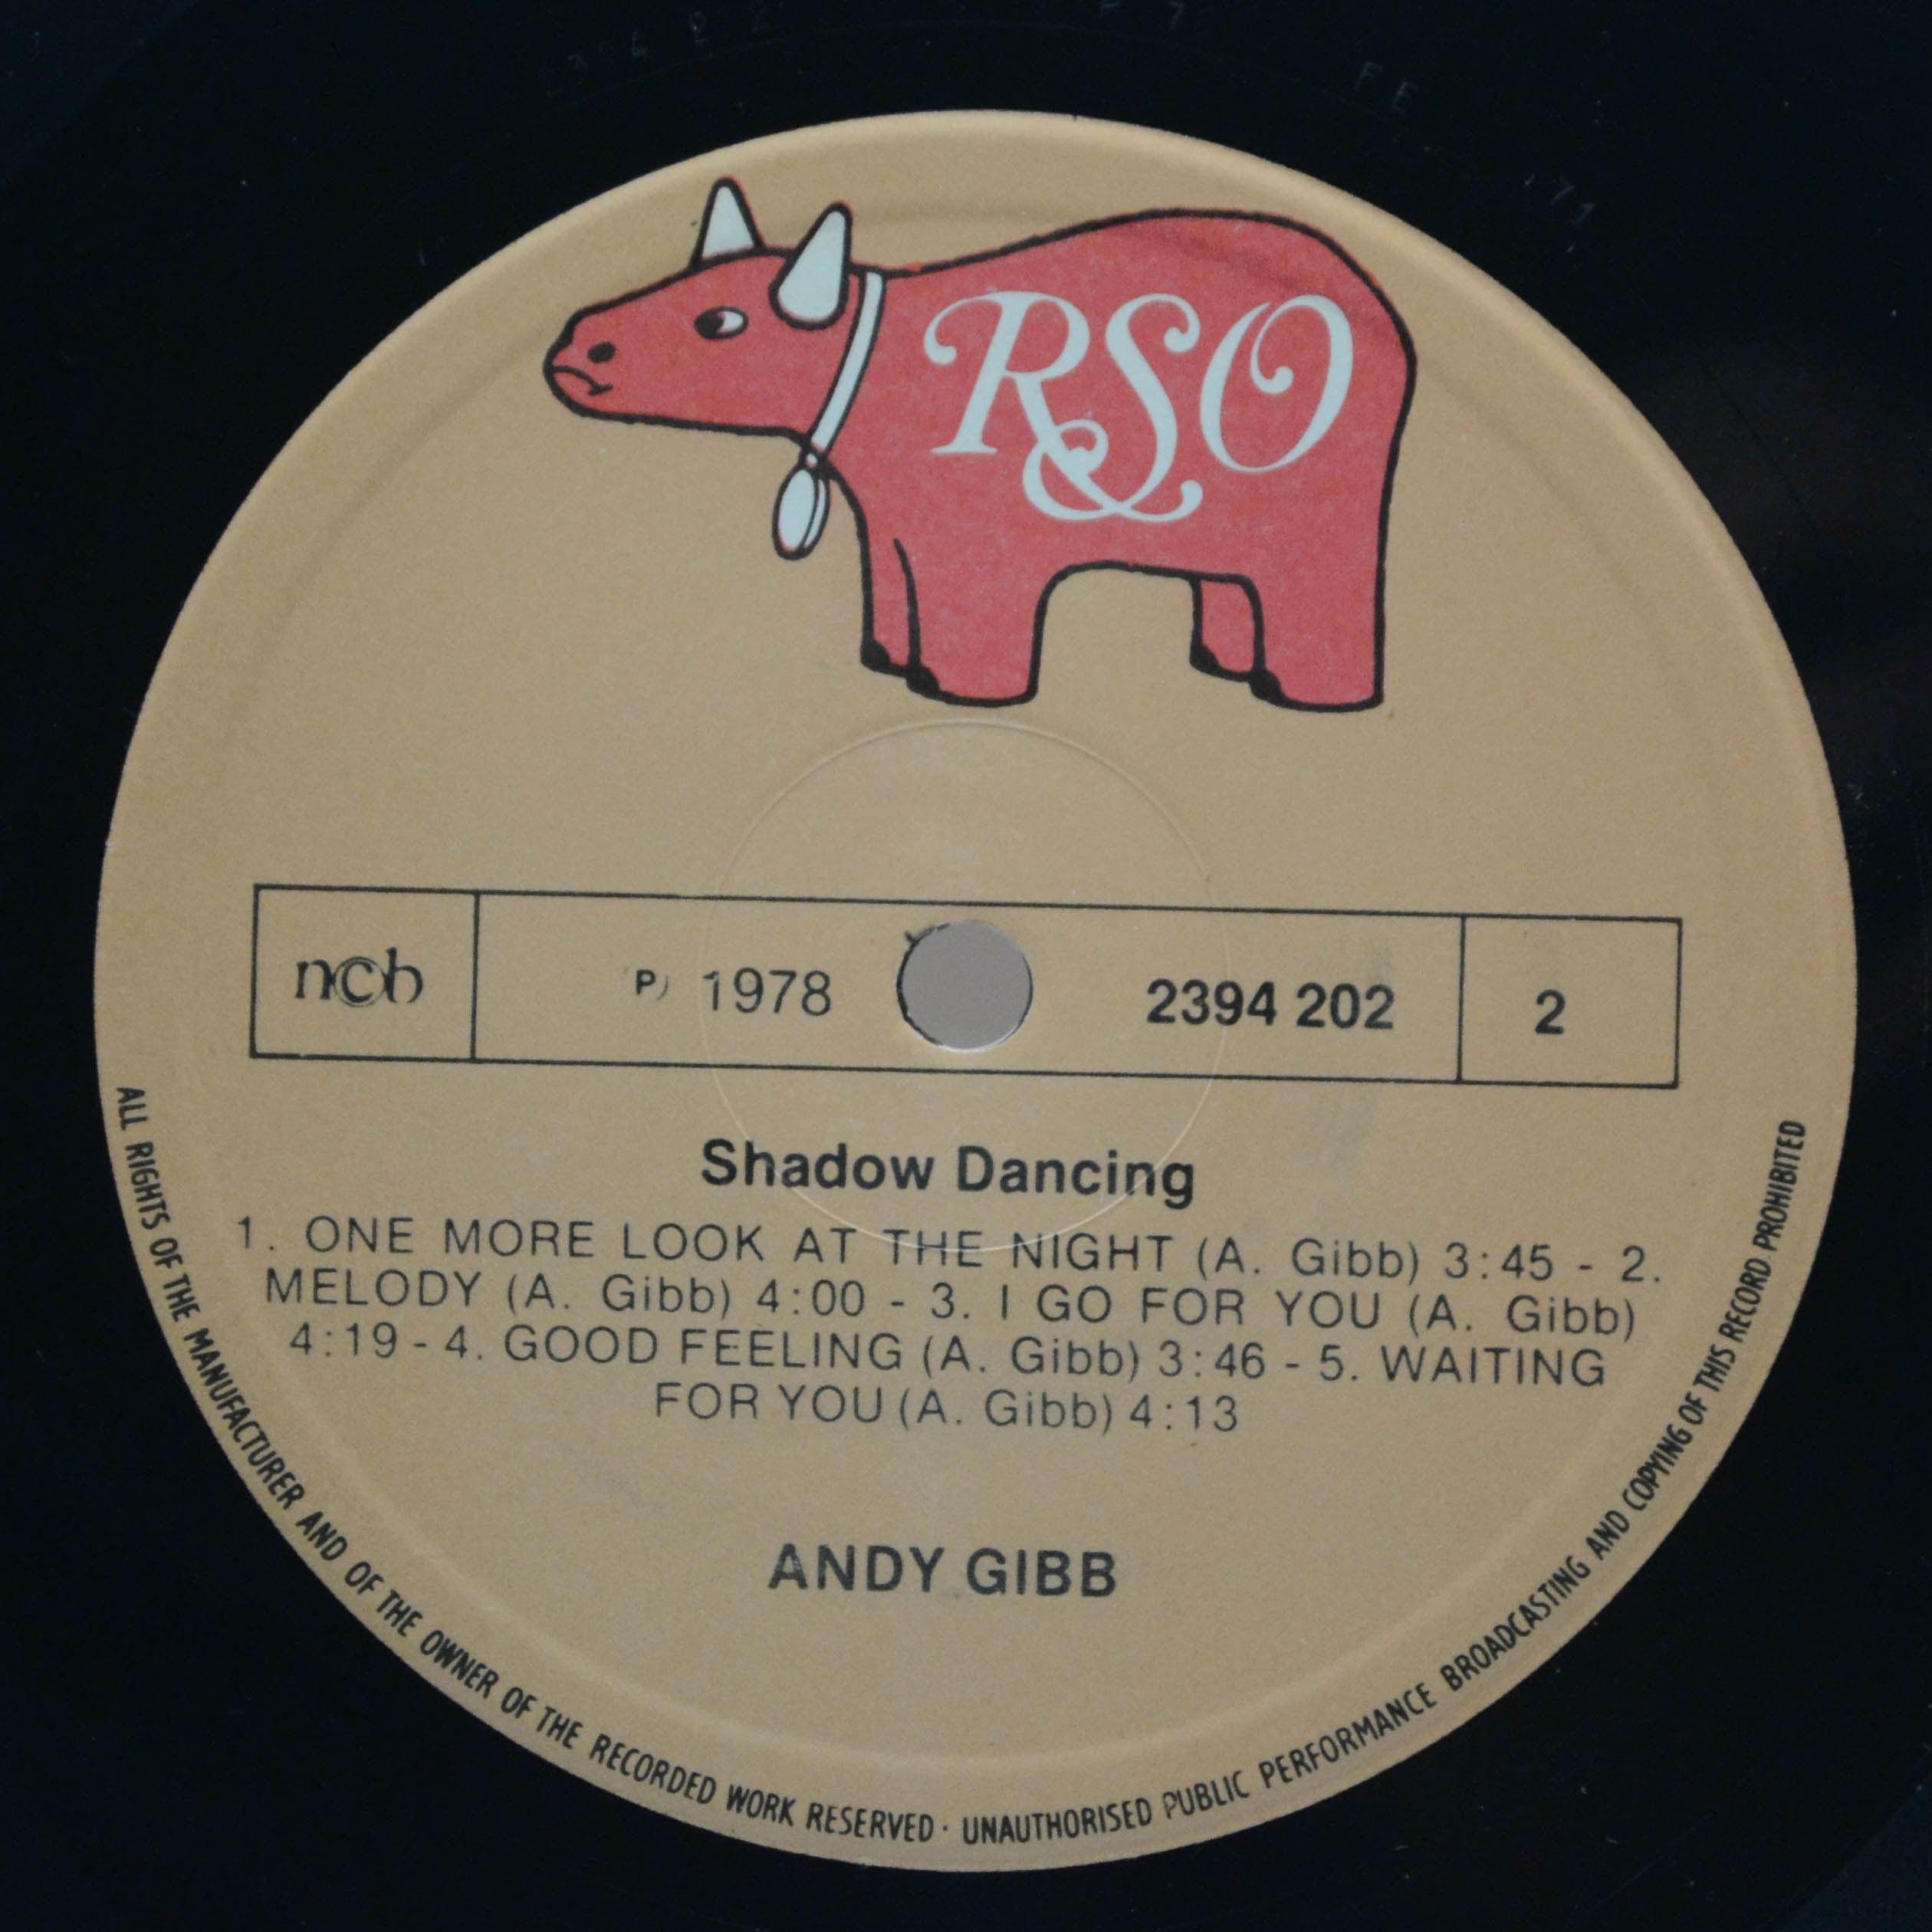 RSO
ncb
P) 1978
2394 202
2
Shadow Dancing
1. ONE MORE LOOK AT THE NIGHT (A. Gibb) 3:45 - 2.
MELODY (A. Gibb) 4:00 - 3. I GO FOR YOU (A. Gibb)
4:19 - 4. GOOD FEELING (A. Gibb) 3:46 - 5. WAITING
FOR YOU (A. Gibb) 4:13
ANDY GIBB
ALL RIGHTS OF THE MANUFACTURER AND OF THE OWNER OF THE RECORDED WORK RESERVED · UNAUTHORISED PUBLIC PERFORMANCE BROADCASTING AND COPYING OF THIS RECORD PROHIBITED